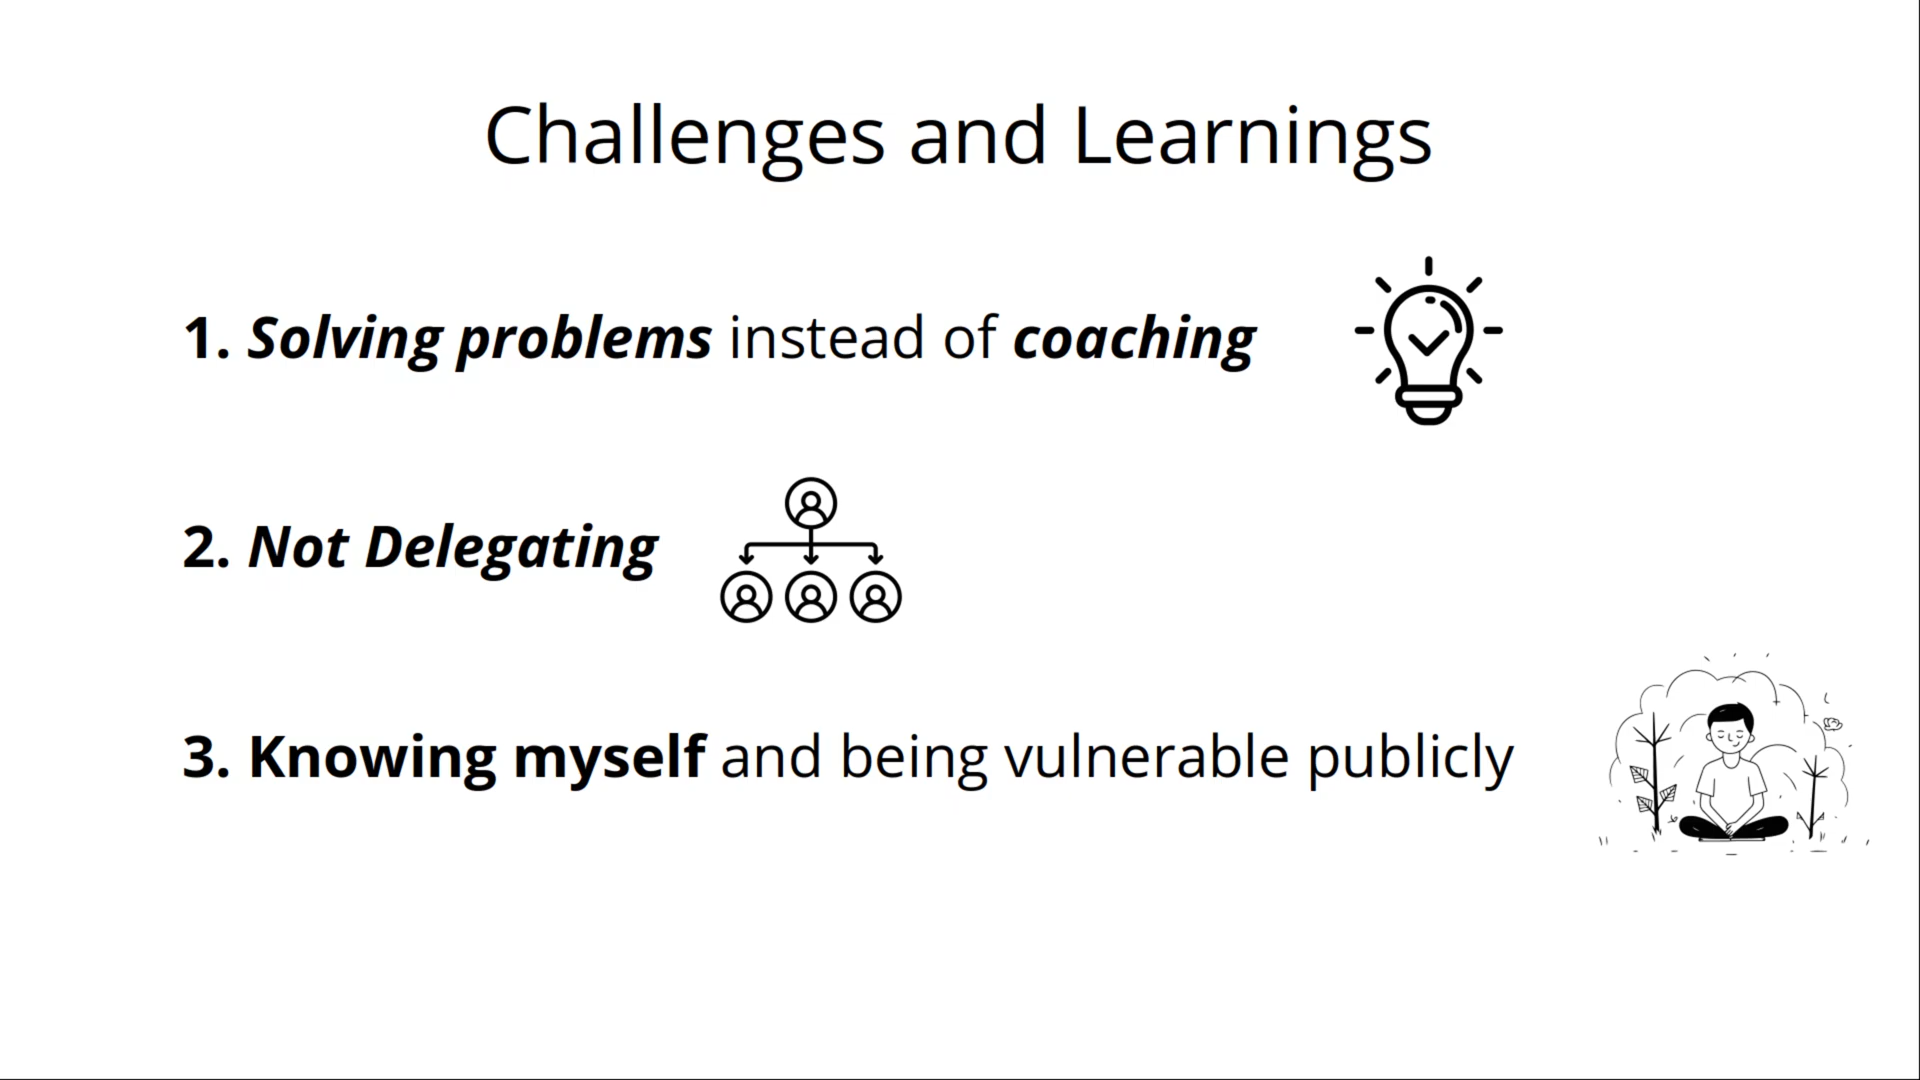 Challenges and Learnings
1. Solving problems instead of coaching
2. Not Delegating
3. Knowing myself and being vulnerable publicly